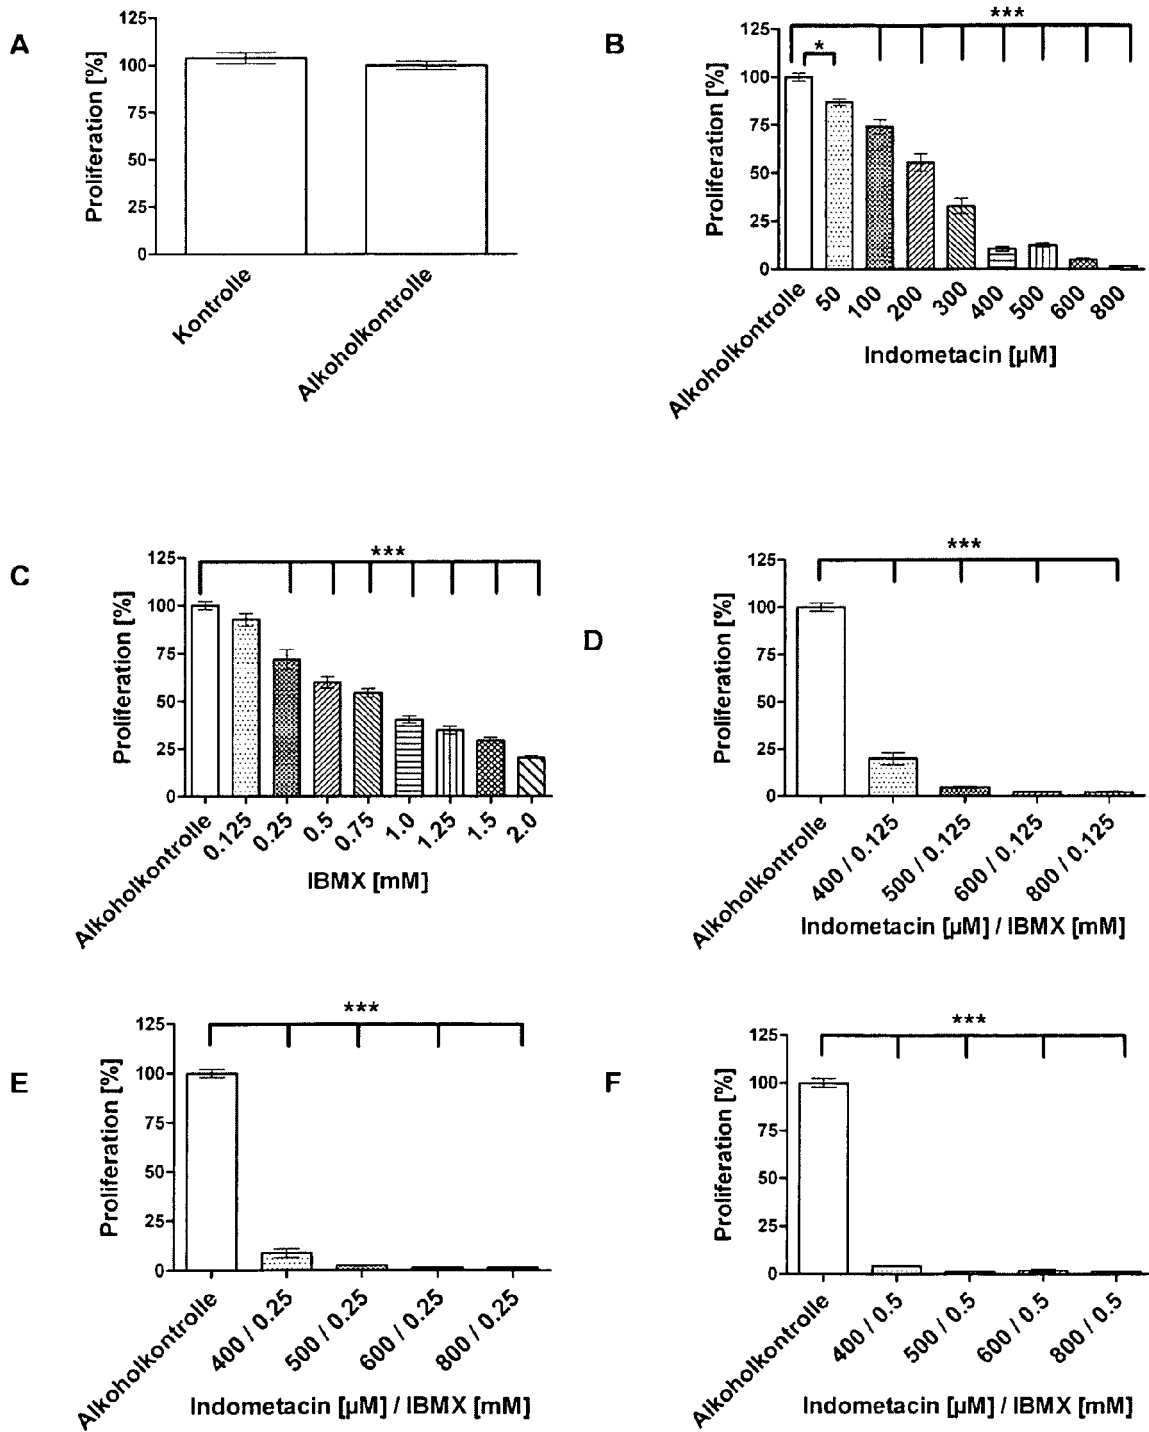 A
Proliferation [%]
125
100
75
50
25
0
Kontrolle
Alkoholkontrolle
B
Proliferation [%]
125
100
75
50
25
0
***
*
Alkoholkontrolle
50
100
200
300
400
500
600
800
Indometacin [µM]
C
Proliferation [%]
125
100
75
50
25
0
***
Alkoholkontrolle
0.125
0.25
0.5
0.75
1.0
1.25
1.5
2.0
IBMX [mM]
D
Proliferation [%]
125
100
75
50
25
0
***
Alkoholkontrolle
400 / 0.125
500 / 0.125
600 / 0.125
800 / 0.125
Indometacin [µM] / IBMX [mM]
E
Proliferation [%]
125
100
75
50
25
0
***
Alkoholkontrolle
400 / 0.25
500 / 0.25
600 / 0.25
800 / 0.25
Indometacin [µM] / IBMX [mM]
F
Proliferation [%]
125
100
75
50
25
0
***
Alkoholkontrolle
400 / 0.5
500 / 0.5
600 / 0.5
800 / 0.5
Indometacin [µM] / IBMX [mM]